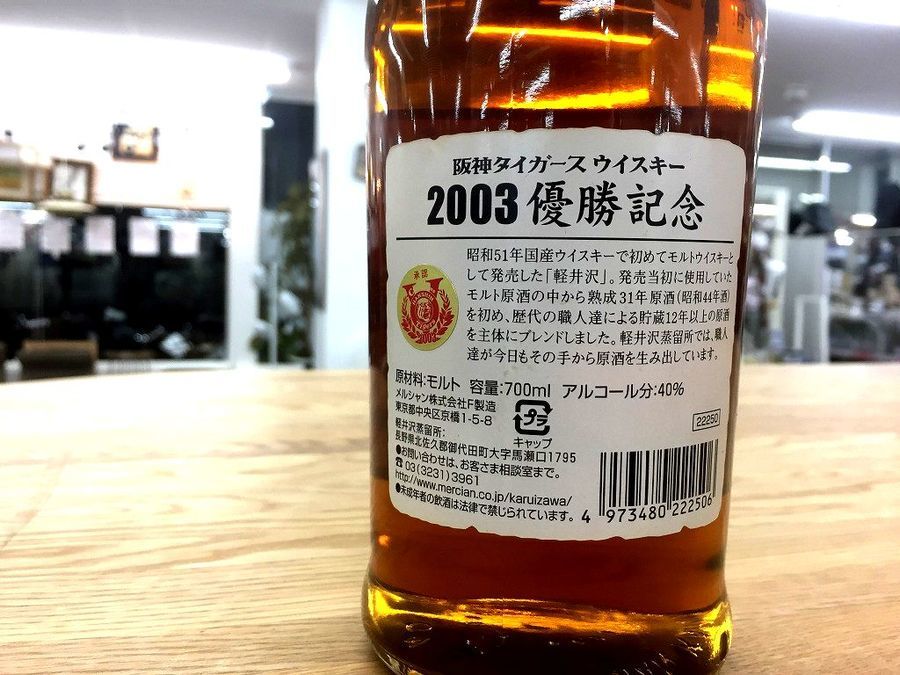 阪神タイガース ウイスキー
2003 優勝記念
昭和51年国産ウイスキーで初めてモルトウイスキーと
して発売した「軽井沢」。発売当初に使用していた
モルト原酒の中から熟成31年原酒(昭和44年酒)
を初め、歴代の職人達による貯蔵12年以上の原酒
を主体にブレンドしました。軽井沢蒸留所では、職人
達が今日もその手から原酒を生み出しています。
承認
2003
原材料:モルト 容量:700ml アルコール分:40%
メルシャン株式会社F製造
東京都中央区京橋1-5-8
プラ
キャップ
22250
軽井沢蒸留所:
長野県北佐久郡御代田町大字馬瀬口1795
●お問い合わせは、お客さま相談室まで。
☎03(3231)3961
http://www.mercian.co.jp/karuizawa/
●未成年者の飲酒は法律で禁じられています。
4 973480 222506